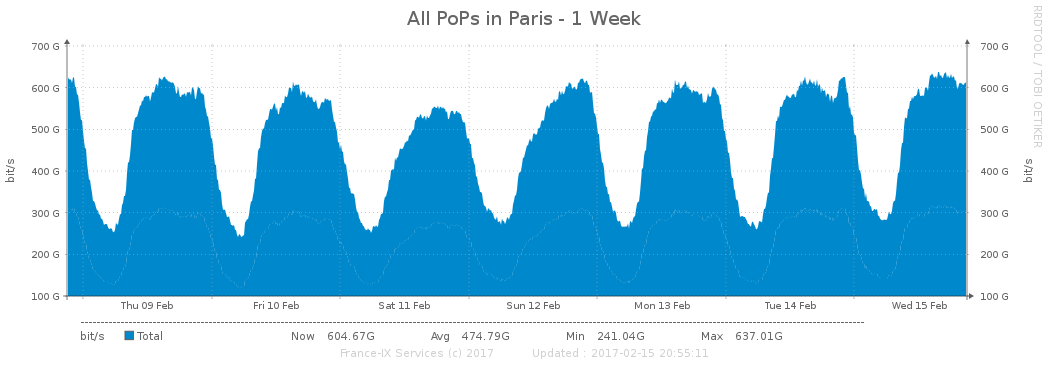 All PoPs in Paris - 1 Week
RRDTOOL / TOBI OETIKER
700 G 700 G
600 G 600 G
500 G 500 G
400 G 400 G
300 G 300 G
200 G 200 G
100 G 100 G
bit/s bit/s
Thu 09 Feb Fri 10 Feb Sat 11 Feb Sun 12 Feb Mon 13 Feb Tue 14 Feb Wed 15 Feb
bit/s Total Now 604.67G Avg 474.79G Min 241.04G Max 637.01G
France-IX Services (c) 2017 Updated : 2017-02-15 20:55:11